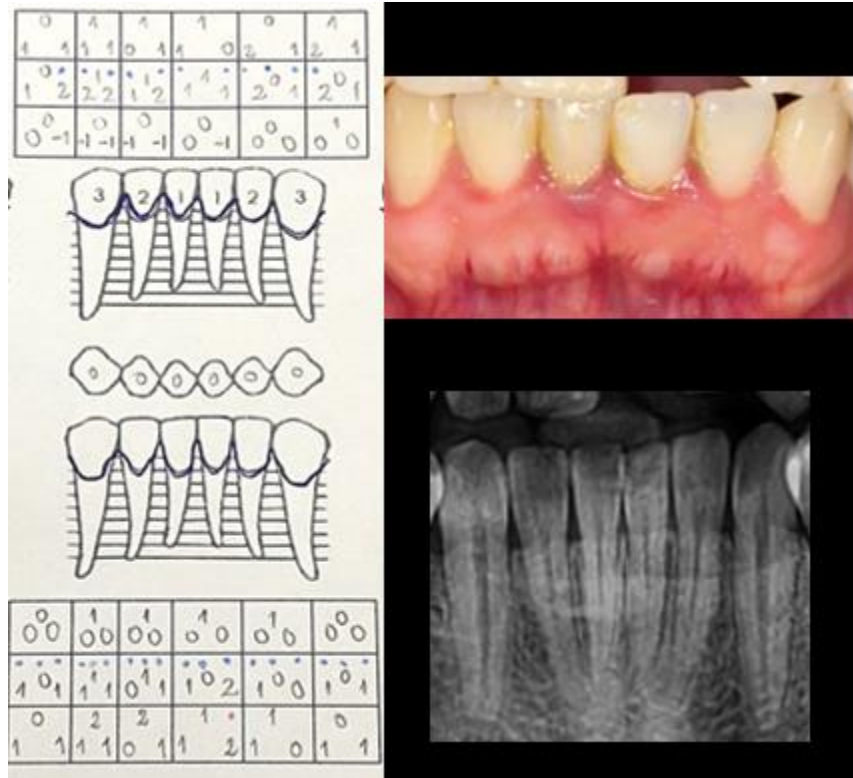 0 1 1 1 0 1
1 1 1 1 0 1 1 0 2 1 2 1
1 0 2 2 1 2 1 1 2 1 1 1 2 0 1 2 0 1
0 0 -1 -1 0 -1 -1 0 -1 0 0 -1 0 0 0 0 1 0
3 2 1 1 2 3
0 0 0 0 0 0
0 0 0 0 1 0 0 1 0 0 1 0 0 1 0 0 0 0
1 0 1 1 1 1 0 1 1 1 0 2 1 0 0 1 0 1
0 2 2 1 1 0
1 1 1 1 0 1 1 2 1 0 1 1